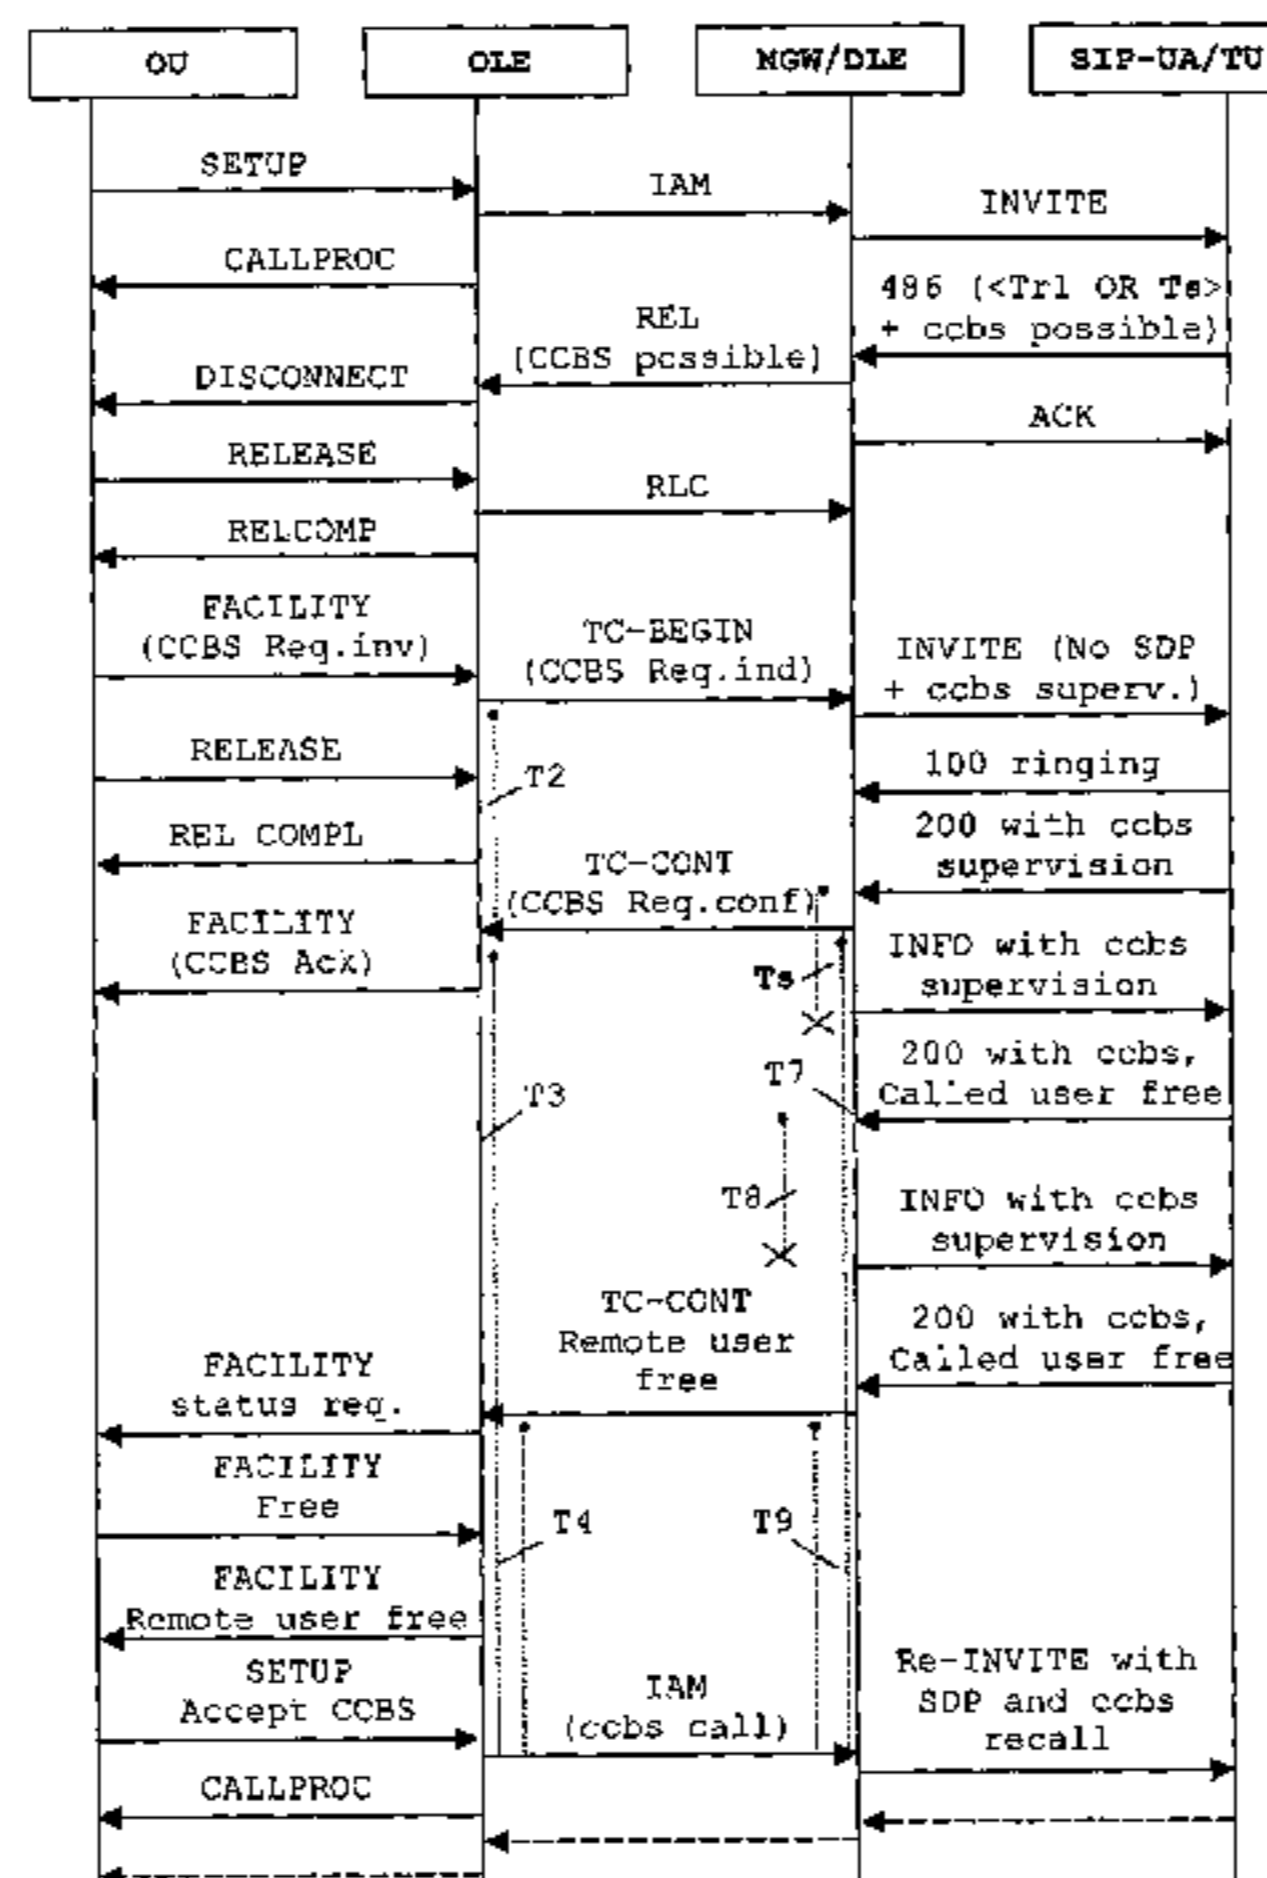 OU
OLE
MGW/DLE
SIP-UA/TU
SETUP
IAM
INVITE
CALLPROC
486 (<Trl OR Ts>
+ ccbs possible)
REL
(CCBS possible)
DISCONNECT
ACK
RELEASE
RLC
RELCOMP
FACILITY
(CCBS Req.inv)
TC-BEGIN
(CCBS Req.ind)
INVITE (No SDP
+ ccbs superv.)
RELEASE
T2
100 ringing
REL COMPL
200 with ccbs
supervision
TC-CONT
(CCBS Req.conf)
FACILITY
(CCBS Ack)
Ts
INFO with ccbs
supervision
T7
200 with ccbs,
Called user free
T3
T8
INFO with ccbs
supervision
TC-CONT
Remote user
free
200 with ccbs,
Called user free
FACILITY
status req.
FACILITY
Free
T4
T9
FACILITY
Remote user free
SETUP
Accept CCBS
IAM
(ccbs call)
Re-INVITE with
SDP and ccbs
recall
CALLPROC